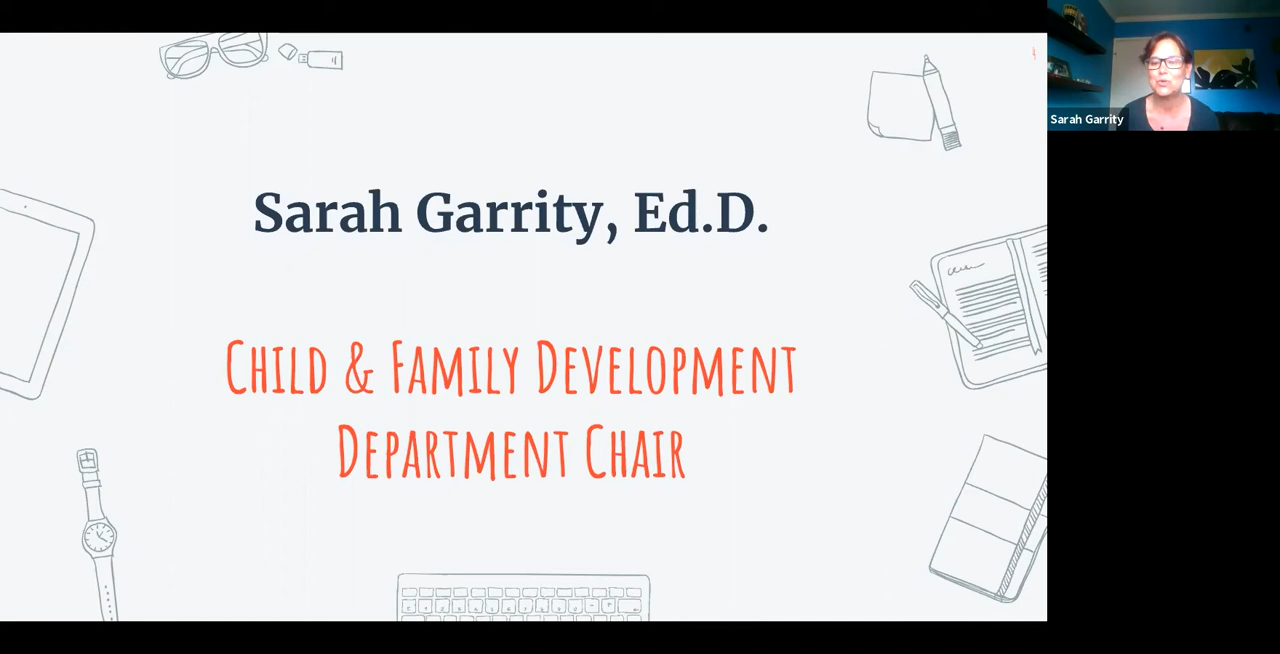 Sarah Garrity
Sarah Garrity, Ed.D.
Child & Family Development
Department Chair